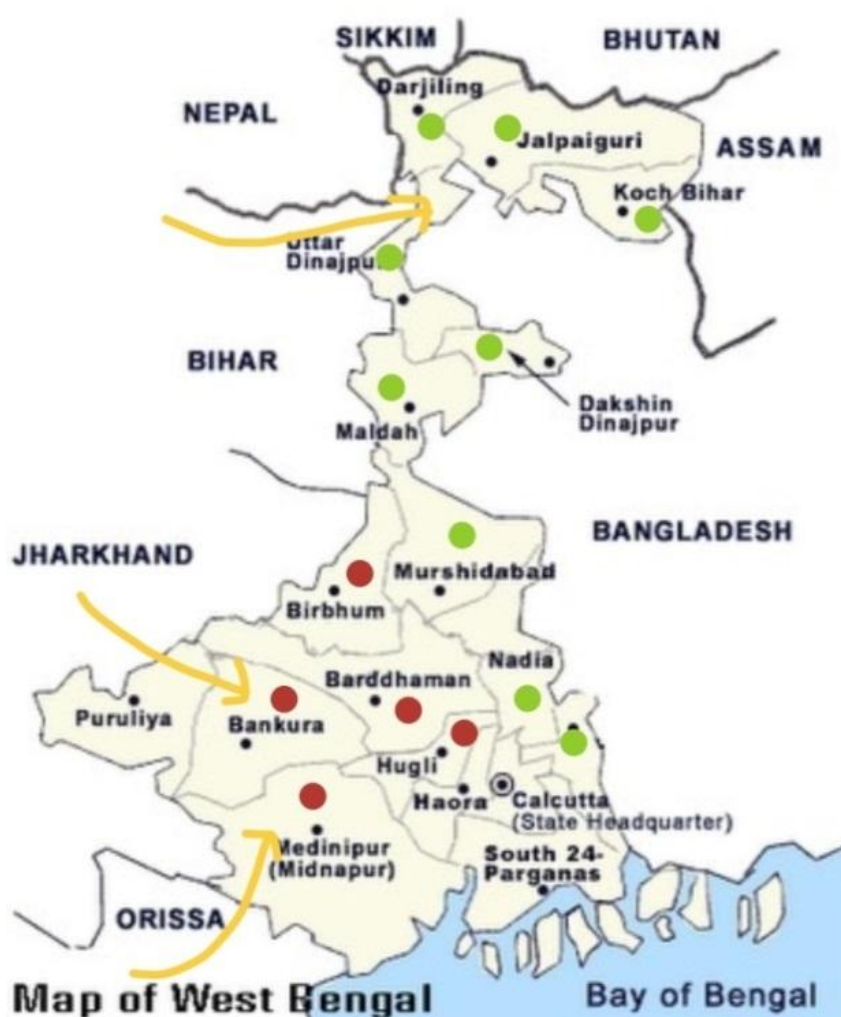 SIKKIM
BHUTAN
Darjiling
NEPAL
Jalpaiguri
ASSAM
Koch Bihar
Uttar
Dinajpur
BIHAR
Dakshin
Dinajpur
Maldah
BANGLADESH
JHARKHAND
Murshidabad
Birbhum
Nadia
Barddhaman
Puruliya
Bankura
Hugli
Haora
Calcutta
(State Headquarter)
Medinipur
(Midnapur)
South 24-
Parganas
ORISSA
Map of West Bengal
Bay of Bengal